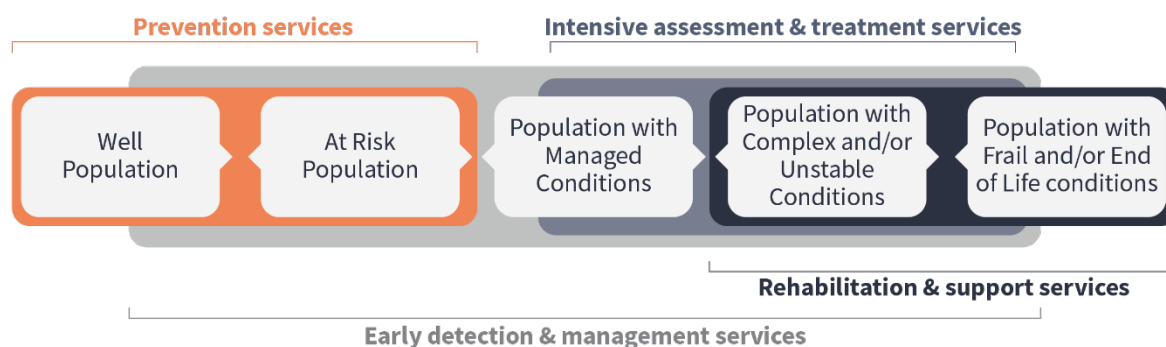 Prevention services
Intensive assessment & treatment services
Well
Population
At Risk
Population
Population with
Managed
Conditions
Population with
Complex and/or
Unstable
Conditions
Population with
Frail and/or End
of Life conditions
Rehabilitation & support services
Early detection & management services